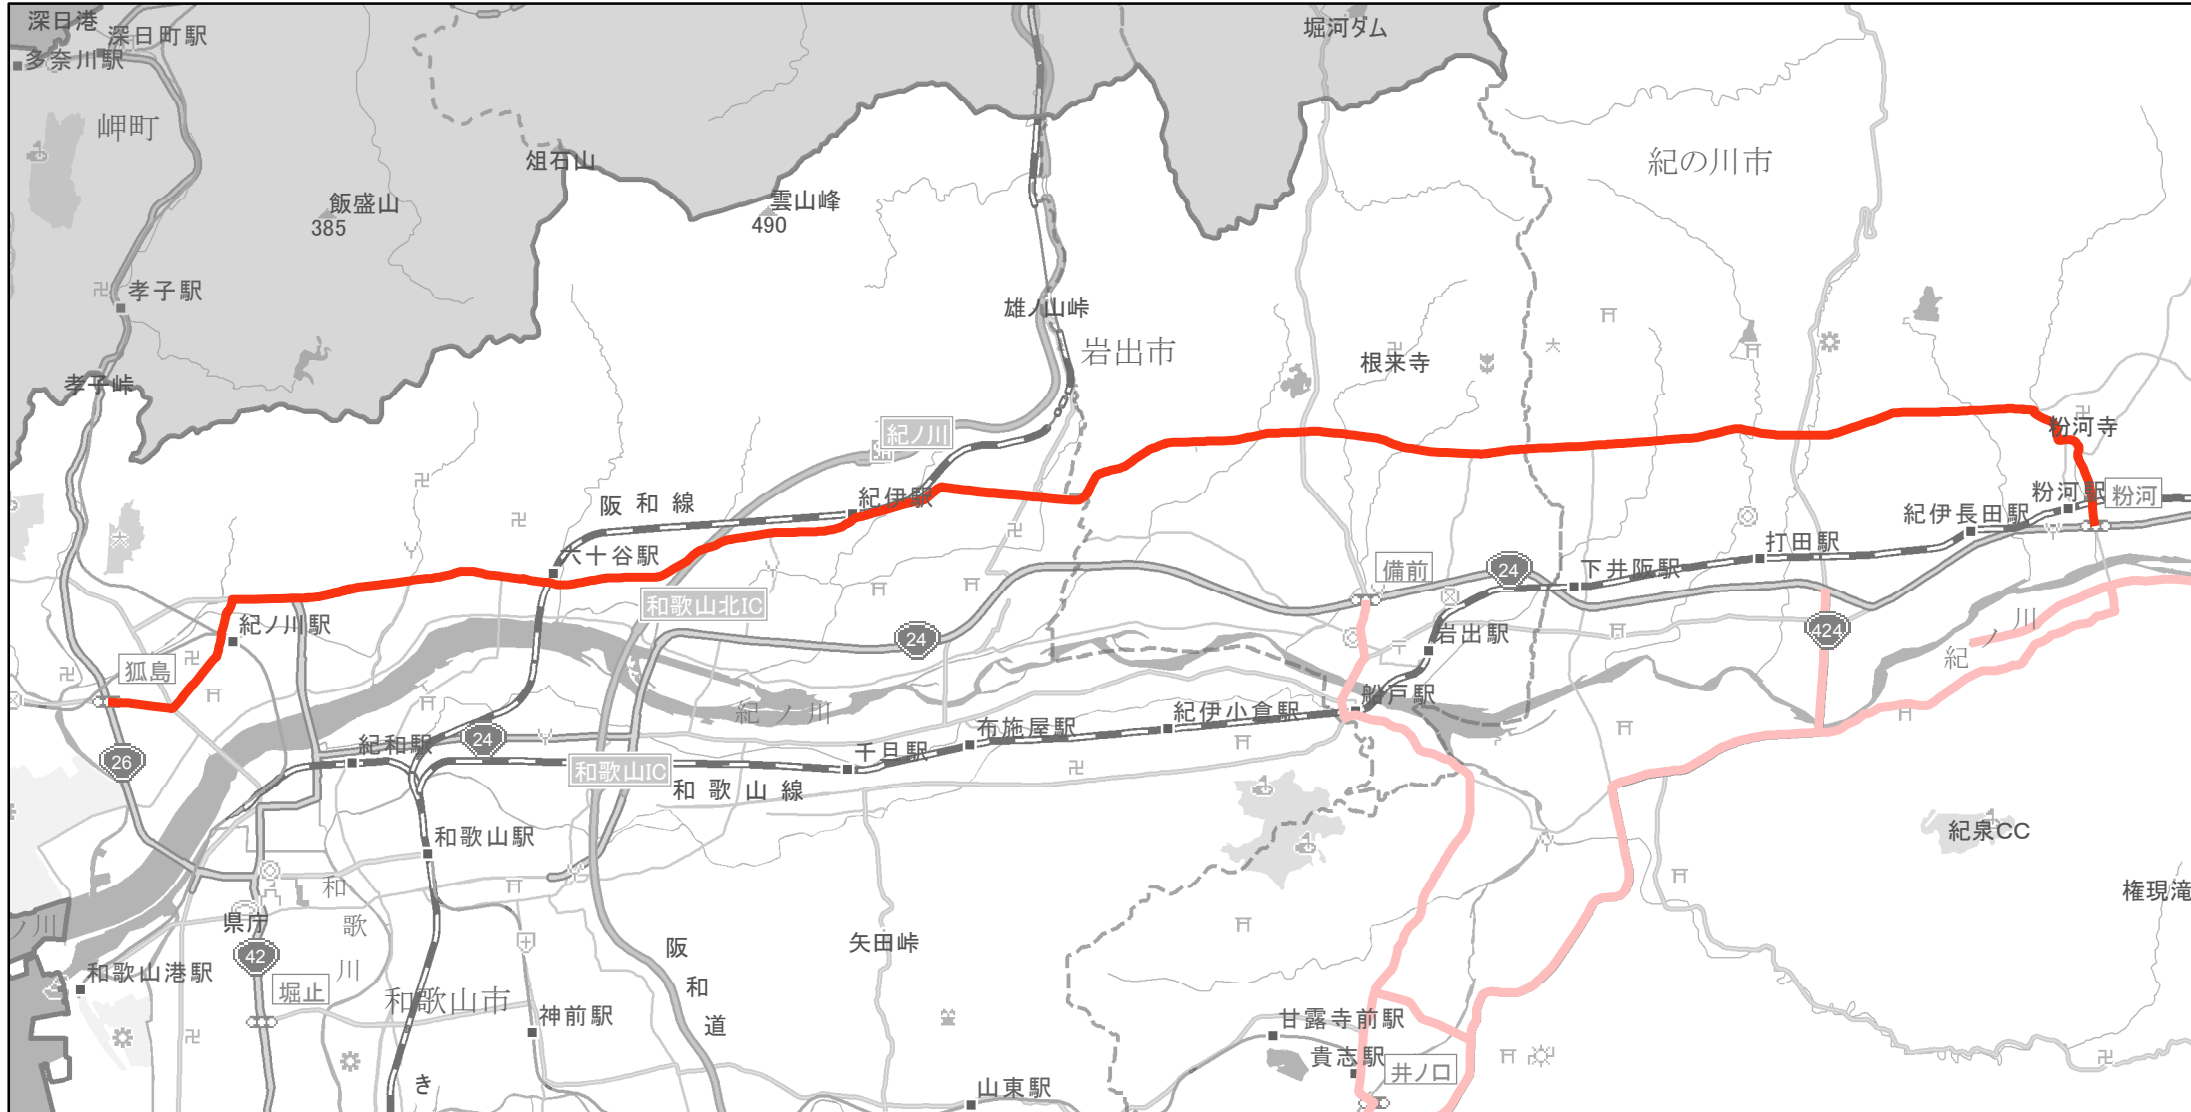 深日港
深日町駅
多奈川駅
岬町
飯盛山
385
俎石山
雲山峰
490
堀河ダム
紀の川市
孝子駅
孝子峠
雄ノ山峠
岩出市
根来寺
紀ノ川
粉河寺
阪和線
紀伊駅
六十谷駅
粉河駅
粉河
紀伊長田駅
打田駅
下井阪駅
備前
24
和歌山北IC
24
岩出駅
424
紀ノ川
紀ノ川駅
狐島
船戸駅
紀伊小倉駅
布施屋駅
千旦駅
紀ノ川
24
紀和駅
26
和歌山IC
和歌山線
和歌山駅
紀泉CC
権現滝
和歌川
県庁
ノ川
42
矢田峠
阪和道
和歌山港駅
堀止
和歌山市
神前駅
甘露寺前駅
貴志駅
井ノ口
山東駅
き